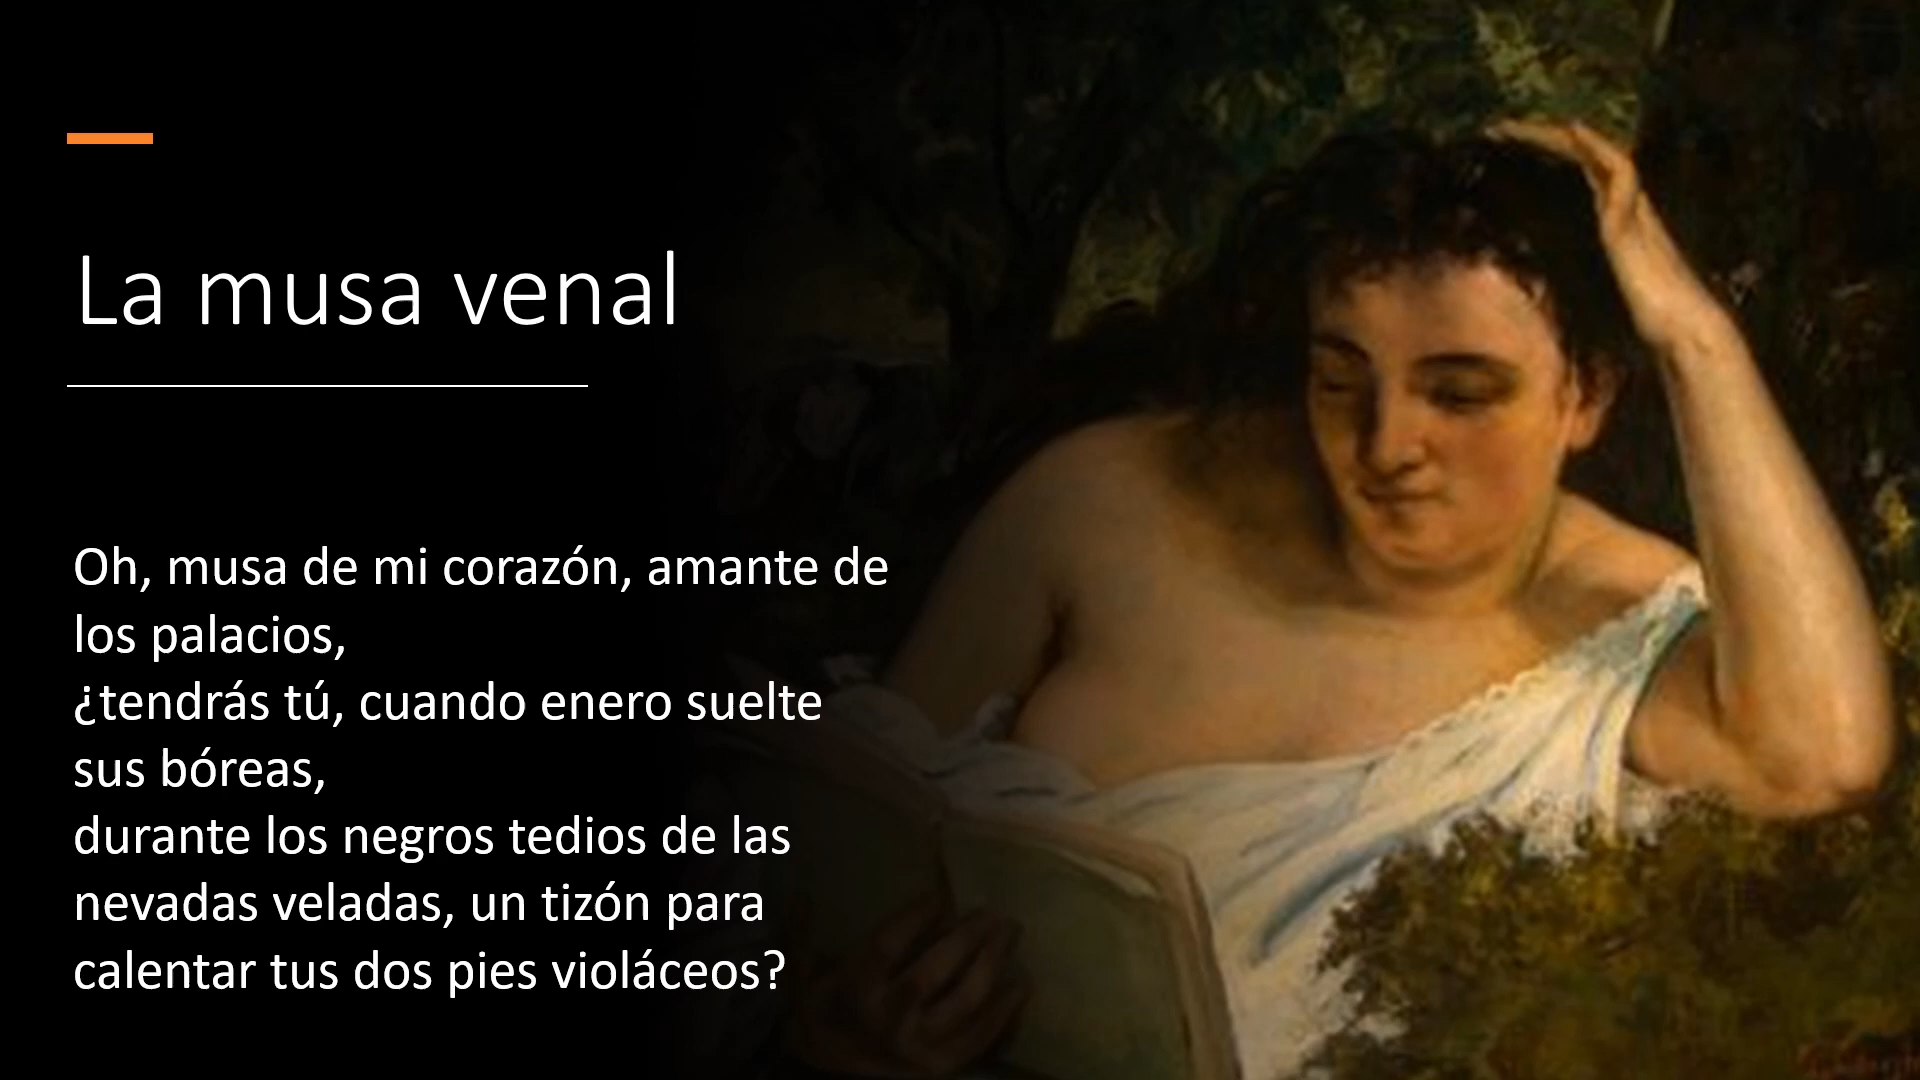 La musa venal
Oh, musa de mi corazón, amante de
los palacios,
¿tendrás tú, cuando enero suelte
sus bóreas,
durante los negros tedios de las
nevadas veladas, un tizón para
calentar tus dos pies violáceos?